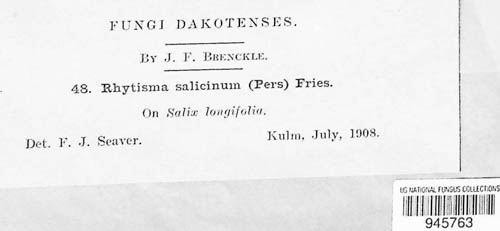 FUNGI DAKOTENSES.
BY J. F. BRENCKLE.
48. Rhytisma salicinum (Pers) Fries.
On Salix longifolia.
Det. F. J. Seaver. Kulm, July, 1908.
US NATIONAL FUNGUS COLLECTIONS
945763